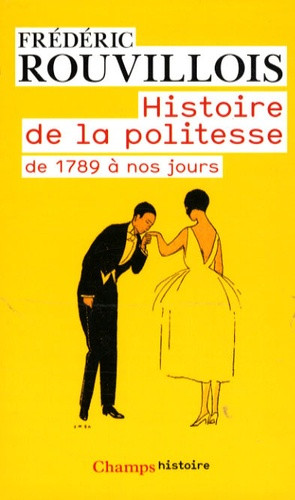 FRÉDÉRIC
ROUVILLOIS
Histoire
de la politesse
de 1789 à nos jours
Champs histoire